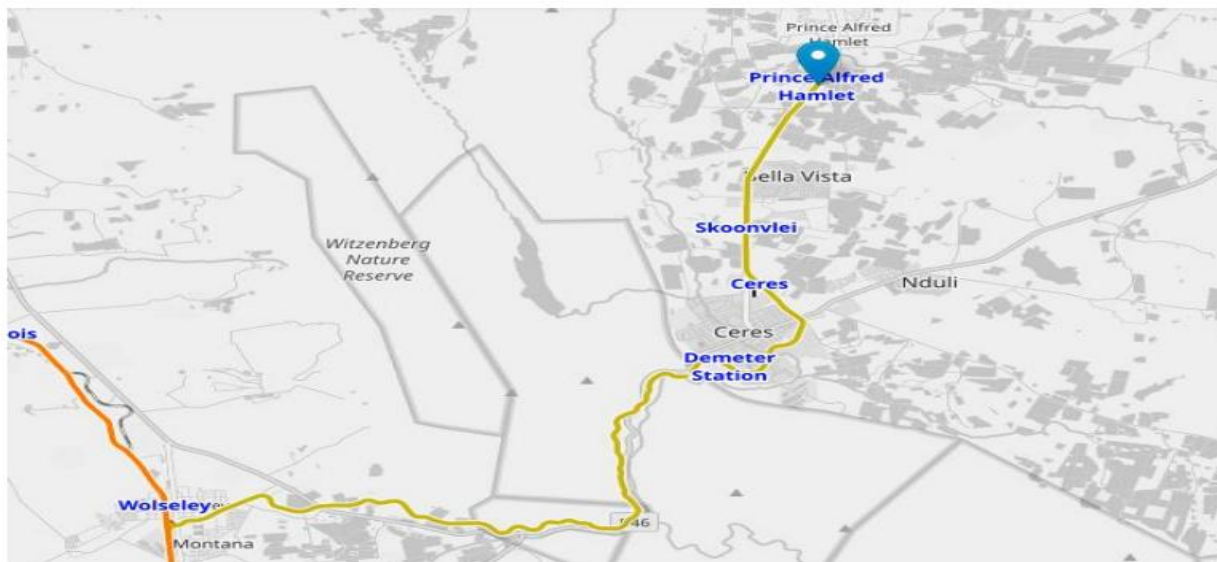 Prince Alfred
Hamlet
Prince Alfred
Hamlet
Bella Vista
Skoonvlei
Witzenberg
Nature
Reserve
Ceres
Nduli
Ceres
ois
Demeter
Station
Wolseley
Montana